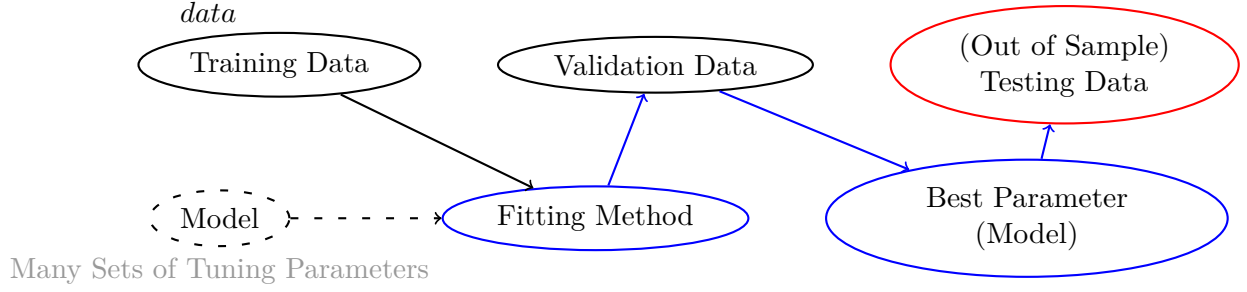 data
Training Data
Validation Data
(Out of Sample)
Testing Data
Model
Fitting Method
Best Parameter
(Model)
Many Sets of Tuning Parameters